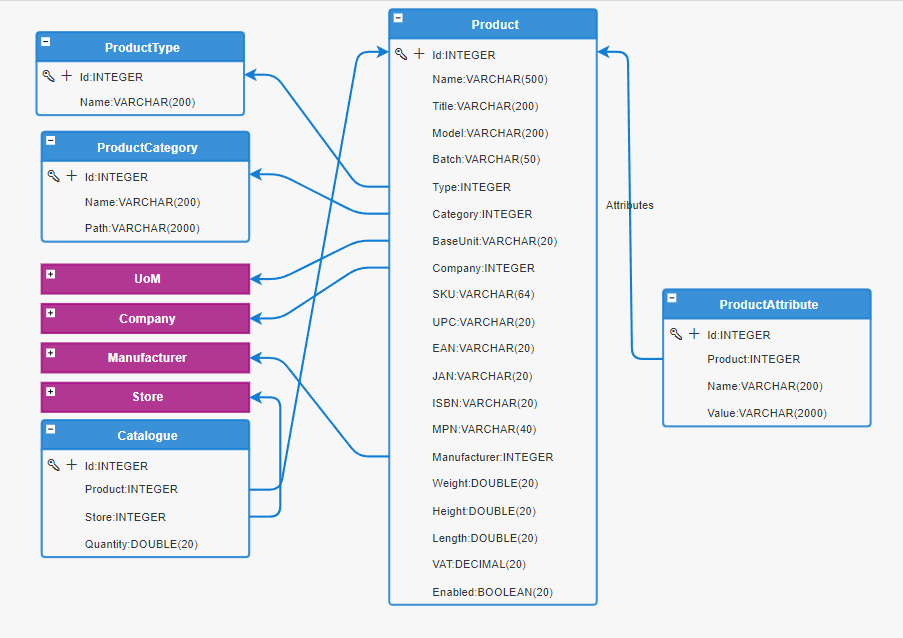 ProductType
Id:INTEGER
Name:VARCHAR(200)
ProductCategory
Id:INTEGER
Name:VARCHAR(200)
Path:VARCHAR(2000)
UoM
Company
Manufacturer
Store
Catalogue
Id:INTEGER
Product:INTEGER
Store:INTEGER
Quantity:DOUBLE(20)
Product
Id:INTEGER
Name:VARCHAR(500)
Title:VARCHAR(200)
Model:VARCHAR(200)
Batch:VARCHAR(50)
Type:INTEGER
Category:INTEGER
BaseUnit:VARCHAR(20)
Company:INTEGER
SKU:VARCHAR(64)
UPC:VARCHAR(20)
EAN:VARCHAR(20)
JAN:VARCHAR(20)
ISBN:VARCHAR(20)
MPN:VARCHAR(40)
Manufacturer:INTEGER
Weight:DOUBLE(20)
Height:DOUBLE(20)
Length:DOUBLE(20)
VAT:DECIMAL(20)
Enabled:BOOLEAN(20)
Attributes
ProductAttribute
Id:INTEGER
Product:INTEGER
Name:VARCHAR(200)
Value:VARCHAR(2000)